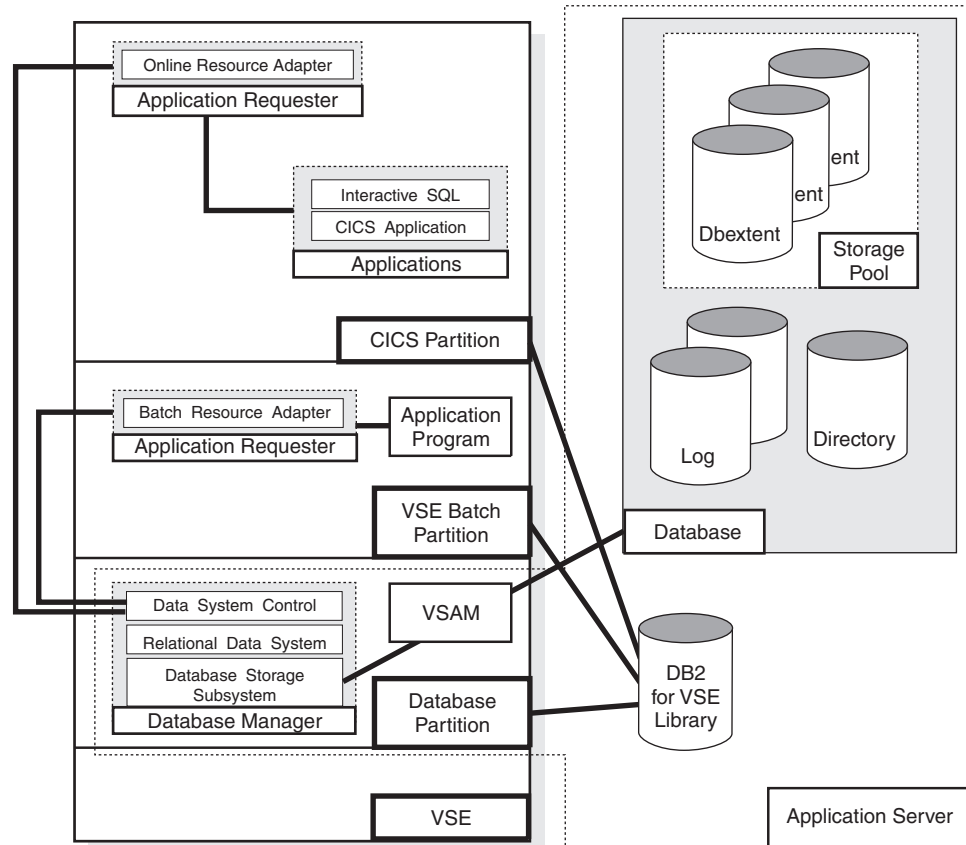 Online Resource Adapter
Application Requester
Interactive SQL
CICS Application
Applications
CICS Partition
Batch Resource Adapter
Application Requester
Application
Program
VSE Batch
Partition
Data System Control
Relational Data System
Database Storage
Subsystem
Database Manager
VSAM
Database
Partition
VSE
ent
ent
Dbextent
Storage
Pool
Log
Directory
Database
DB2
for VSE
Library
Application Server